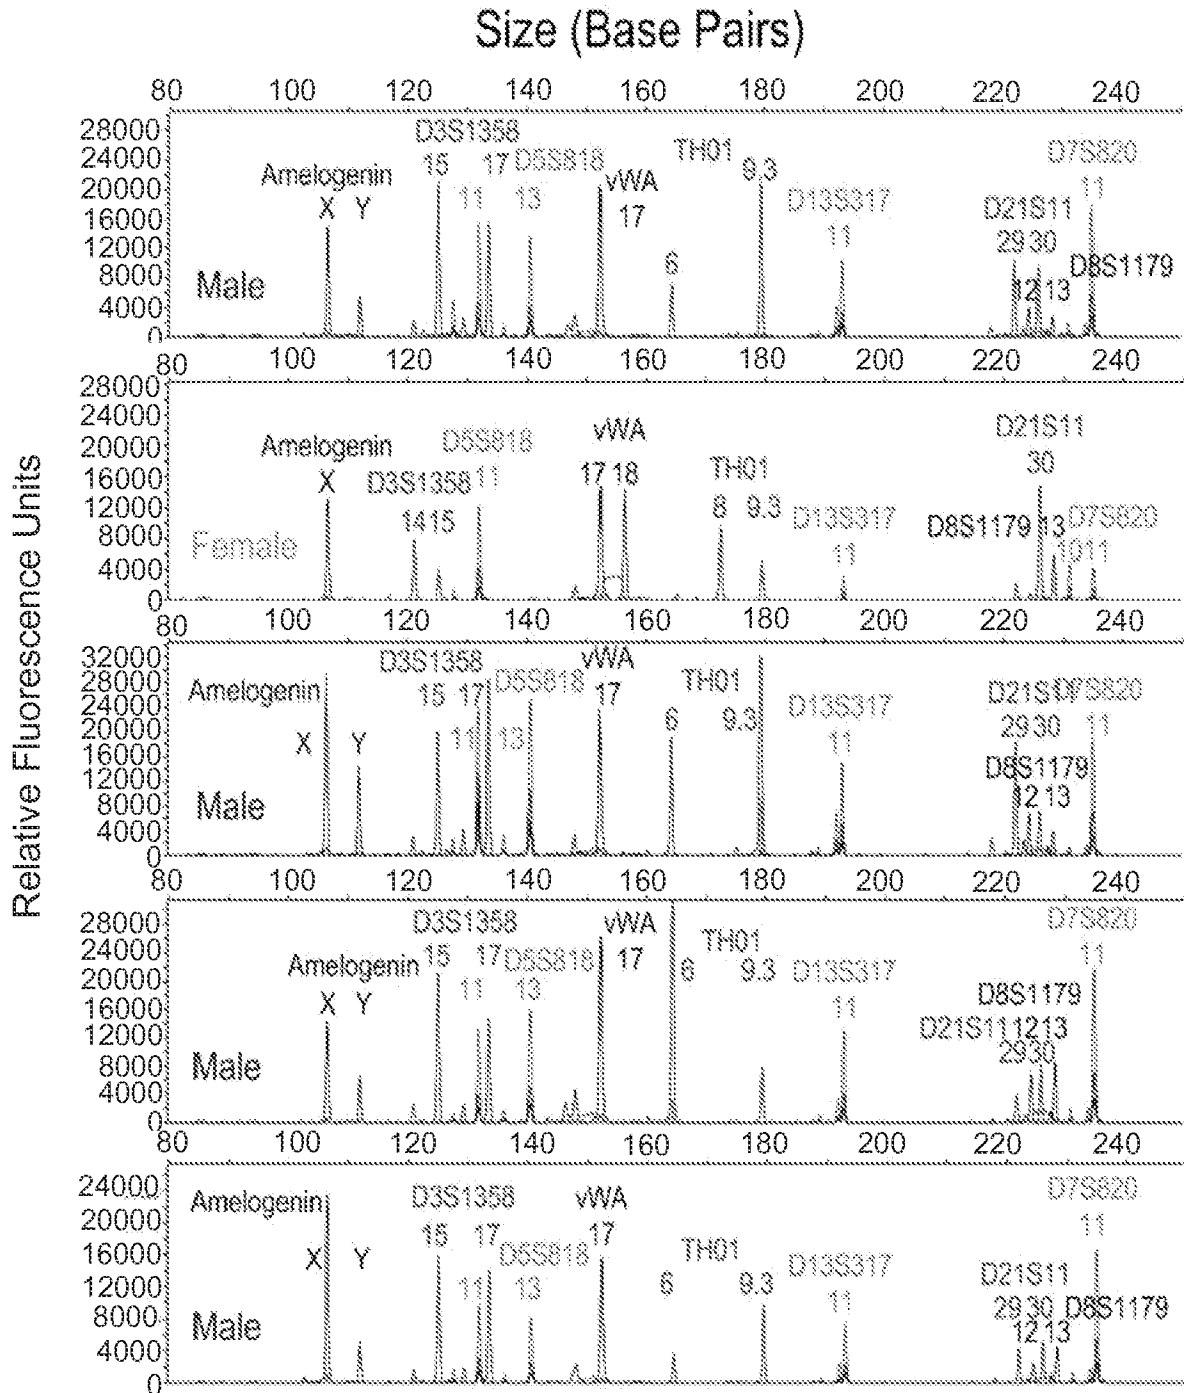 Size (Base Pairs)
Relative Fluorescence Units
80 100 120 140 160 180 200 220 240
28000
24000
20000
16000
12000
8000
4000
0
D3S1358
15 17
D5S818
11 13
TH01
6 9.3
D7S820
11
Amelogenin
X Y
vWA
17
D13S317
11
D21S11
29 30
D8S1179
12 13
Male
80 100 120 140 160 180 200 220 240
28000
24000
20000
16000
12000
8000
4000
0
Amelogenin
X
D5S818
11
vWA
17 18
D21S11
30
D3S1358
14 15
TH01
8 9.3
D13S317
11
D8S1179 13
D7S820
10 11
Female
80 100 120 140 160 180 200 220 240
32000
28000
24000
20000
16000
12000
8000
4000
0
Amelogenin
X Y
D3S1358
15 17
D5S818
11 13
vWA
17
TH01
6 9.3
D13S317
11
D21S11
29 30
D7S820
11
D8S1179
12 13
Male
80 100 120 140 160 180 200 220 240
28000
24000
20000
16000
12000
8000
4000
0
D3S1358
15 17
vWA
17
D7S820
11
Amelogenin
X Y
D5S818
11 13
TH01
6 9.3
D13S317
11
D8S1179
12 13
D21S11
29 30
Male
80 100 120 140 160 180 200 220 240
24000
20000
16000
12000
8000
4000
0
Amelogenin
X Y
D3S1358
15 17
vWA
17
D7S820
11
D5S818
11 13
TH01
6 9.3
D13S317
11
D21S11
29 30
D8S1179
12 13
Male